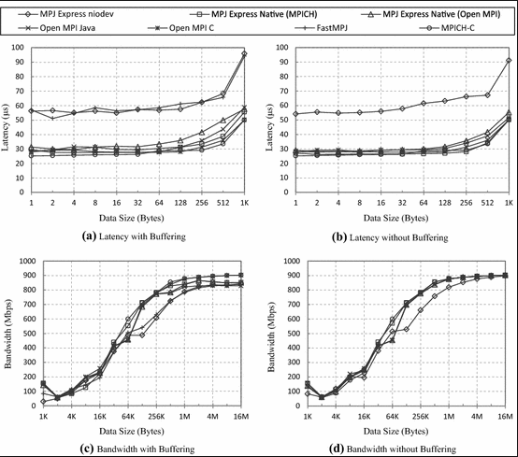 MPJ Express niodev
MPJ Express Native (MPICH)
MPJ Express Native (Open MPI)
Open MPI Java
Open MPI C
FastMPJ
MPICH-C
100
90
80
70
60
50
40
30
20
10
0
Latency (µs)
1 2 4 8 16 32 64 128 256 512 1K
Data Size (Bytes)
(a) Latency with Buffering
100
90
80
70
60
50
40
30
20
10
0
Latency (µs)
1 2 4 8 16 32 64 128 256 512 1K
Data Size (Bytes)
(b) Latency without Buffering
1000
900
800
700
600
500
400
300
200
100
0
Bandwidth (Mbps)
1K 4K 16K 64K 256K 1M 4M 16M
Data Size (Bytes)
(c) Bandwidth with Buffering
1000
900
800
700
600
500
400
300
200
100
0
Bandwidth (Mbps)
1K 4K 16K 64K 256K 1M 4M 16M
Data Size (Bytes)
(d) Bandwidth without Buffering